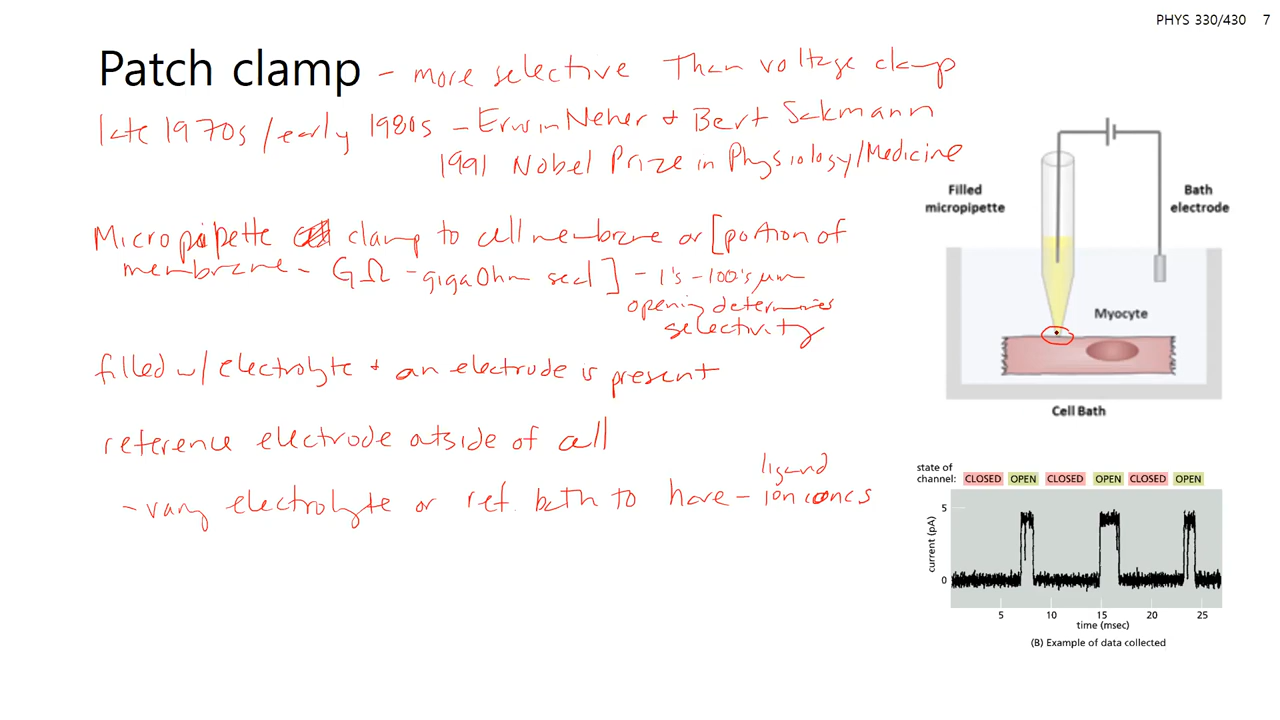 PHYS 330/430 7
Patch clamp - more selective than voltage clamp
late 1970s / early 1980s - Erwin Neher + Bert Sakmann
1991 Nobel Prize in Physiology/Medicine
Micropipette clamp to cell membrane or [portion of
membrane - GΩ - gigaOhm seal] - 1's - 100's μm
opening determines
selectivity
filled w/ electrolyte + an electrode is present
reference electrode outside of cell
ligand
- vary electrolyte or ref. bath to have - ion concs
Filled
micropipette
Bath
electrode
Myocyte
Cell Bath
state of
channel: CLOSED OPEN CLOSED OPEN CLOSED OPEN
5
current (pA)
0
5 10 15 20 25
time (msec)
(B) Example of data collected